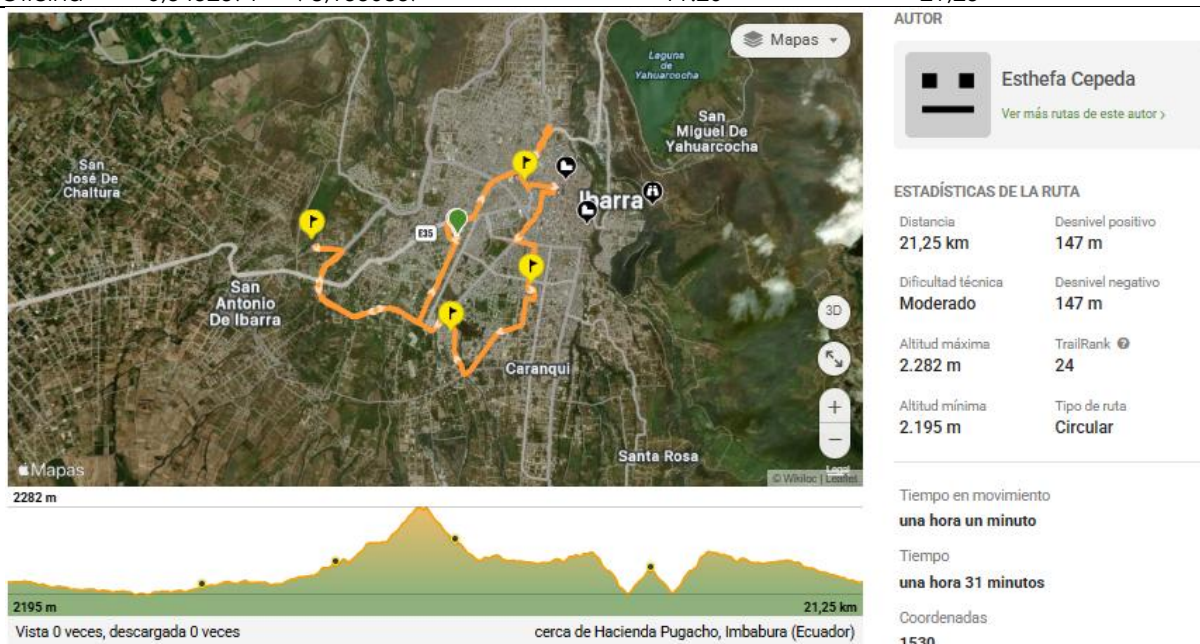 Mapas
Laguna
de
Yahuarcocha
San
Miguel De
Yahuarcocha
San
José De
Chaltura
Ibarra
E35
San
Antonio
De Ibarra
3D
Caranqui
+
−
Santa Rosa
Mapas
Legal
© Wikiloc | Leaflet
2282 m
2195 m
21,25 km
Vista 0 veces, descargada 0 veces
cerca de Hacienda Pugacho, Imbabura (Ecuador)
AUTOR
Esthefa Cepeda
Ver más rutas de este autor >
ESTADÍSTICAS DE LA RUTA
Distancia
21,25 km
Desnivel positivo
147 m
Dificultad técnica
Moderado
Desnivel negativo
147 m
Altitud máxima
2.282 m
TrailRank ?
24
Altitud mínima
2.195 m
Tipo de ruta
Circular
Tiempo en movimiento
una hora un minuto
Tiempo
una hora 31 minutos
Coordenadas
1530